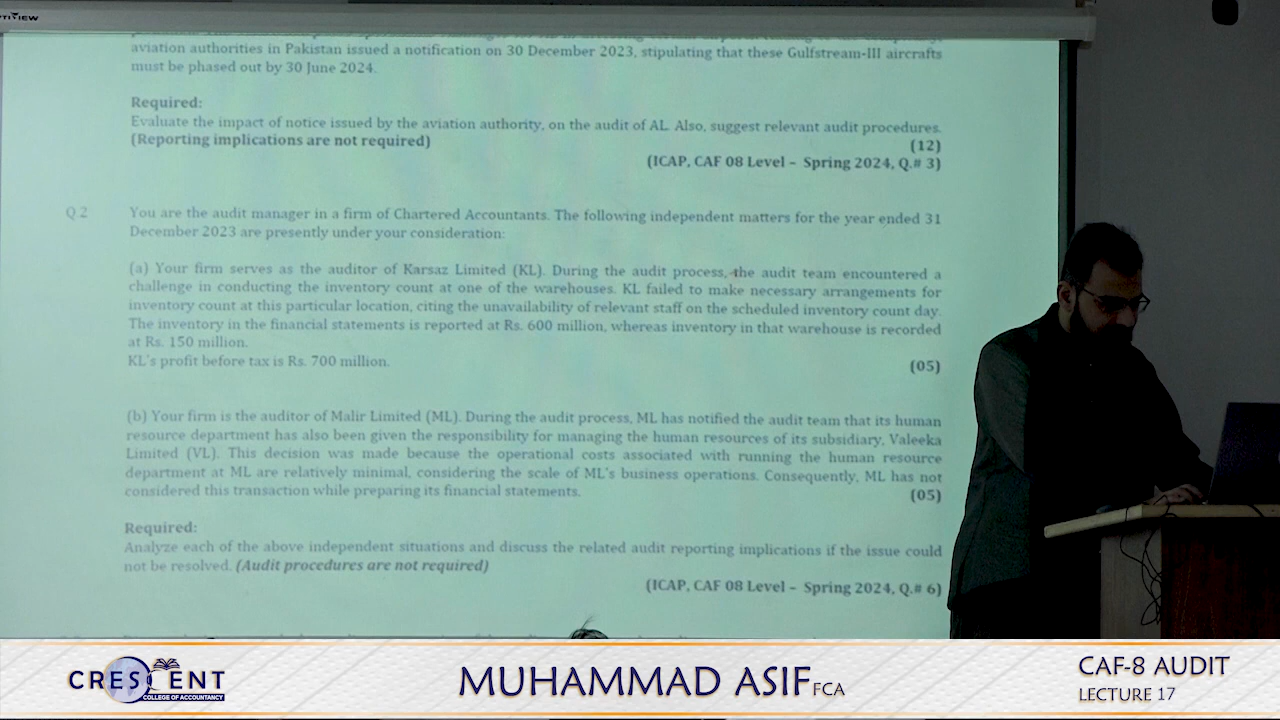 aviation authorities in Pakistan issued a notification on 30 December 2023, stipulating that these Gulfstream-III aircrafts
must be phased out by 30 June 2024.
Required:
Evaluate the impact of notice issued by the aviation authority, on the audit of AL. Also, suggest relevant audit procedures.
(Reporting implications are not required) (12)
(ICAP, CAF 08 Level – Spring 2024, Q.# 3)
Q 2 You are the audit manager in a firm of Chartered Accountants. The following independent matters for the year ended 31
December 2023 are presently under your consideration:
(a) Your firm serves as the auditor of Karsaz Limited (KL). During the audit process, the audit team encountered a
challenge in conducting the inventory count at one of the warehouses. KL failed to make necessary arrangements for
inventory count at this particular location, citing the unavailability of relevant staff on the scheduled inventory count day.
The inventory in the financial statements is reported at Rs. 600 million, whereas inventory in that warehouse is recorded
at Rs. 150 million.
KL's profit before tax is Rs. 700 million. (05)
(b) Your firm is the auditor of Malir Limited (ML). During the audit process, ML has notified the audit team that its human
resource department has also been given the responsibility for managing the human resources of its subsidiary, Valeeka
Limited (VL). This decision was made because the operational costs associated with running the human resource
department at ML are relatively minimal, considering the scale of ML's business operations. Consequently, ML has not
considered this transaction while preparing its financial statements. (05)
Required:
Analyze each of the above independent situations and discuss the related audit reporting implications if the issue could
not be resolved. (Audit procedures are not required)
(ICAP, CAF 08 Level – Spring 2024, Q.# 6)
CRESCENT
COLLEGE OF ACCOUNTANCY
MUHAMMAD ASIF FCA
CAF-8 AUDIT
LECTURE 17